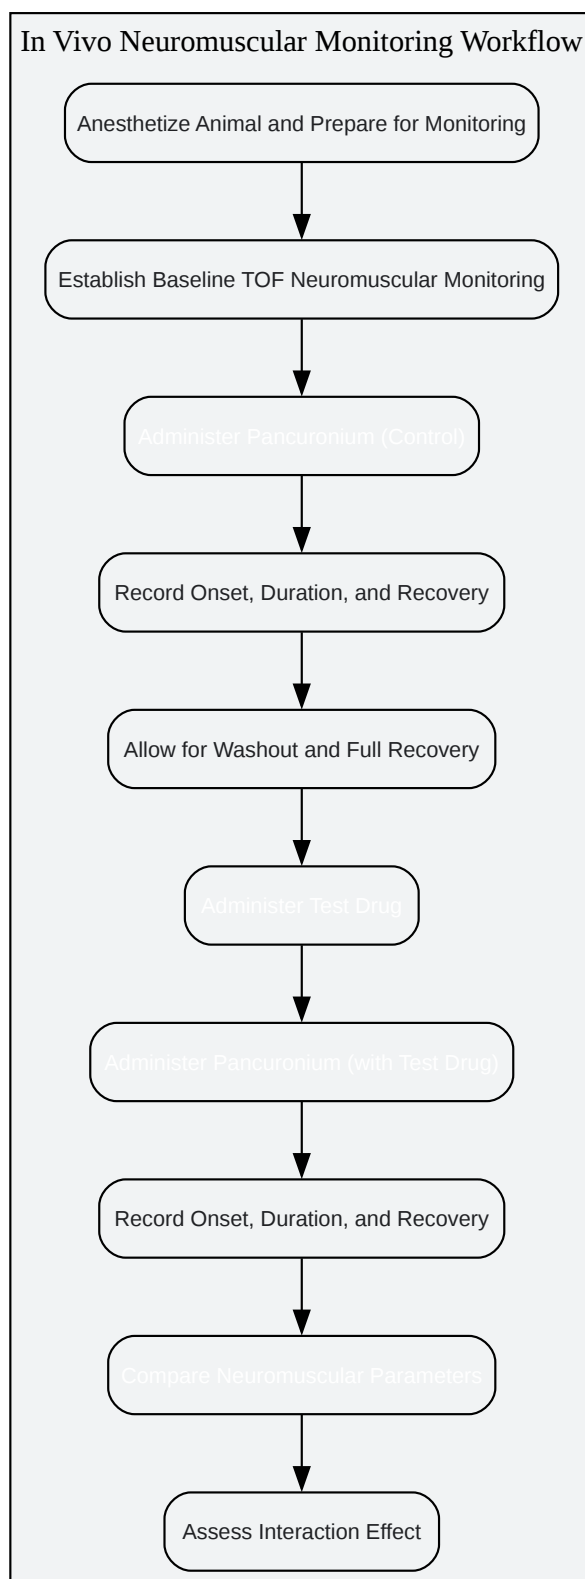 In Vivo Neuromuscular Monitoring Workflow
Anesthetize Animal and Prepare for Monitoring
Establish Baseline TOF Neuromuscular Monitoring
Administer Pancuronium (Control)
Record Onset, Duration, and Recovery
Allow for Washout and Full Recovery
Administer Test Drug
Administer Pancuronium (with Test Drug)
Record Onset, Duration, and Recovery
Compare Neuromuscular Parameters
Assess Interaction Effect